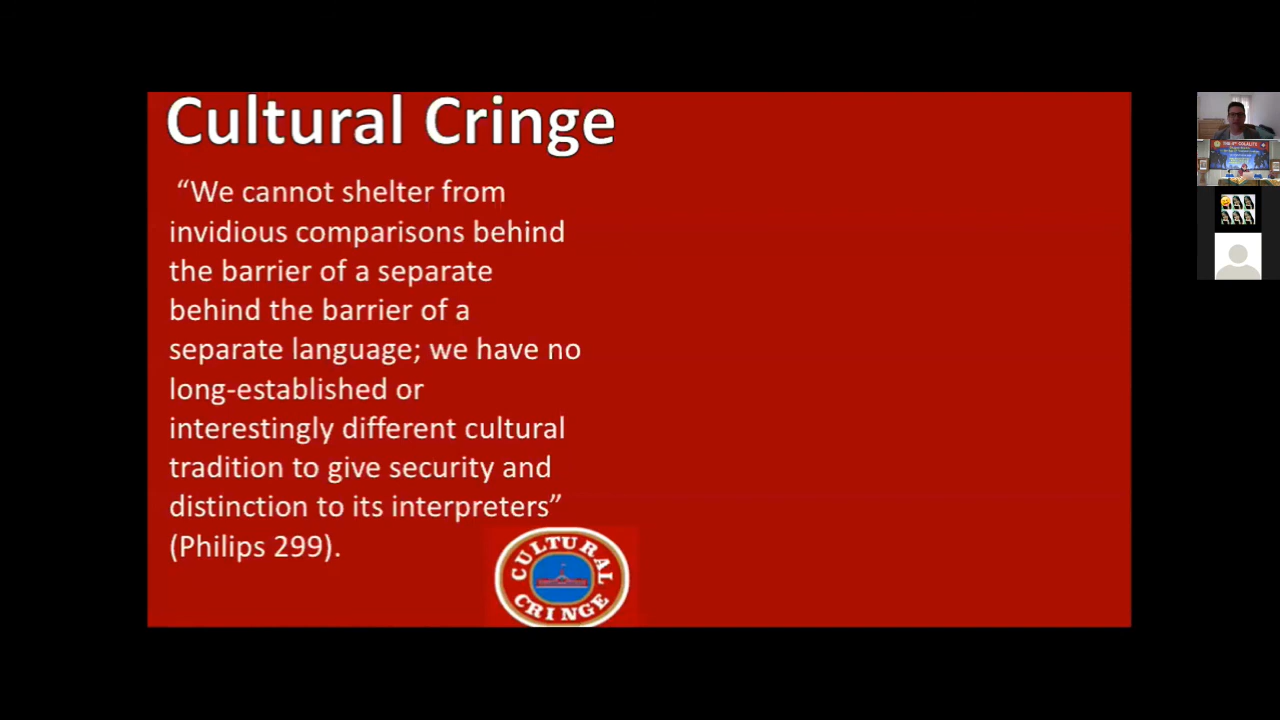 Cultural Cringe
“We cannot shelter from
invidious comparisons behind
the barrier of a separate
behind the barrier of a
separate language; we have no
long-established or
interestingly different cultural
tradition to give security and
distinction to its interpreters”
(Philips 299).
CULTURAL
CRINGE